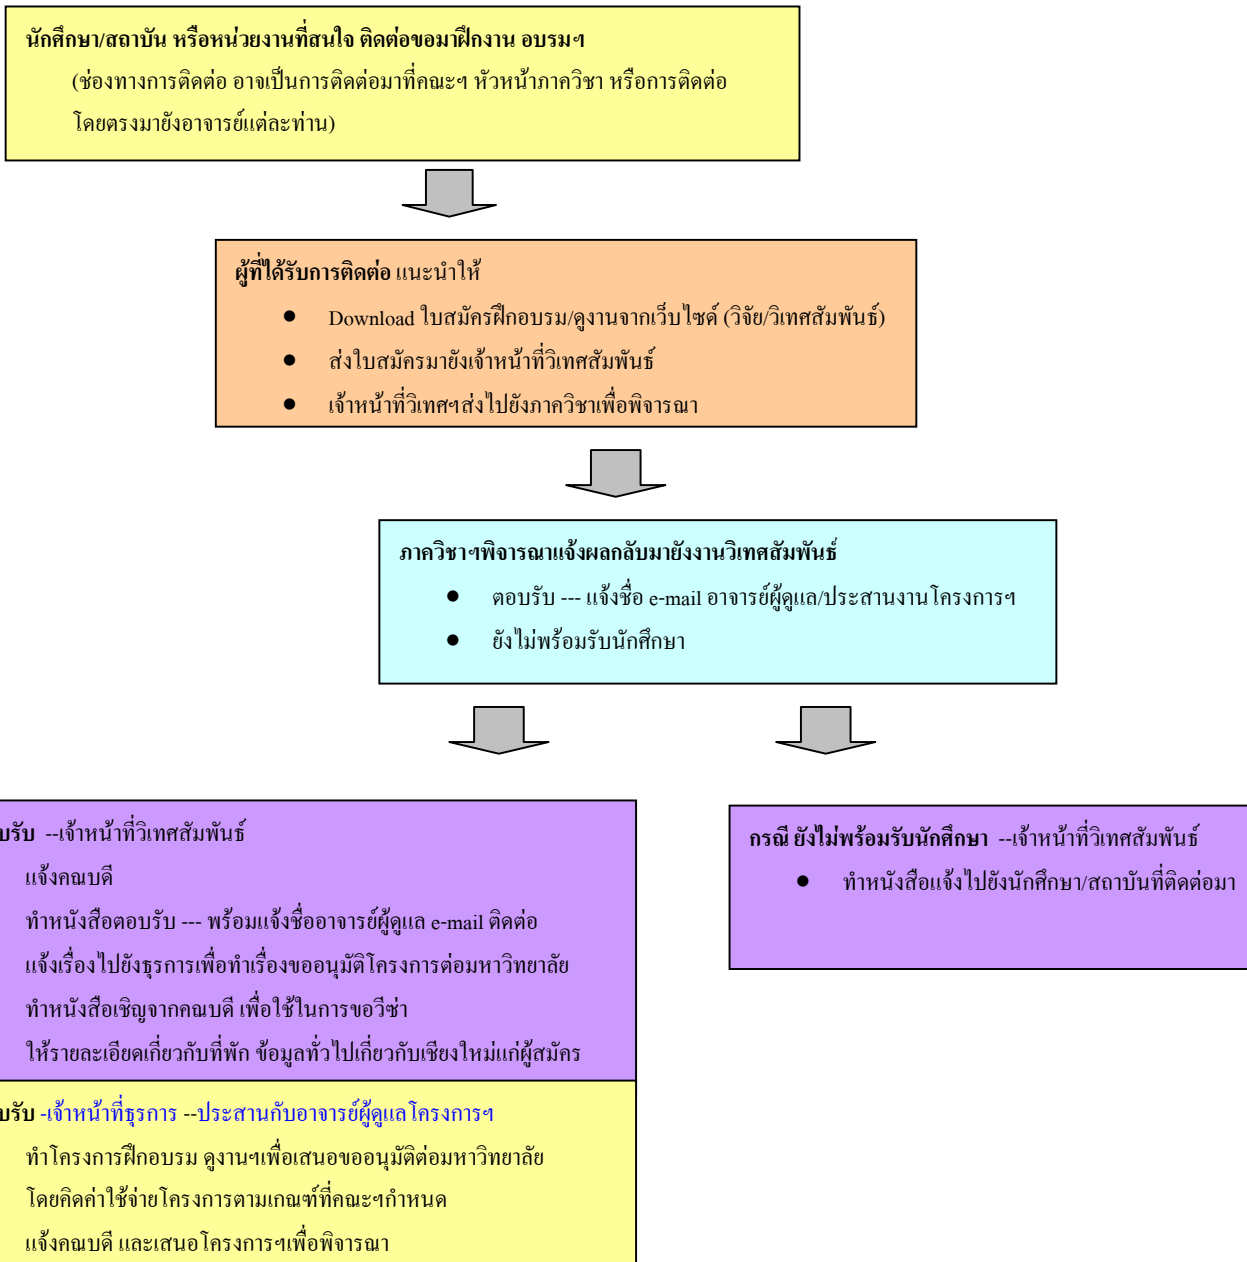 นักศึกษา/สถาบัน หรือหน่วยงานที่สนใจ ติดต่อขอมาฝึกงาน อบรมฯ
(ช่องทางการติดต่อ อาจเป็นการติดต่อมาที่คณะฯ หัวหน้าภาควิชา หรือการติดต่อ
โดยตรงมายังอาจารย์แต่ละท่าน)
ผู้ที่ได้รับการติดต่อ แนะนำให้
● Download ใบสมัครฝึกอบรม/ดูงานจากเว็บไซด์ (วิจัย/วิเทศสัมพันธ์)
● ส่งใบสมัครมายังเจ้าหน้าที่วิเทศสัมพันธ์
● เจ้าหน้าที่วิเทศฯส่งไปยังภาควิชาเพื่อพิจารณา
ภาควิชาฯพิจารณาแจ้งผลกลับมายังงานวิเทศสัมพันธ์
● ตอบรับ --- แจ้งชื่อ e-mail อาจารย์ผู้ดูแล/ประสานงานโครงการฯ
● ยังไม่พร้อมรับนักศึกษา
บรับ --เจ้าหน้าที่วิเทศสัมพันธ์
แจ้งคณบดี
ทำหนังสือตอบรับ --- พร้อมแจ้งชื่ออาจารย์ผู้ดูแล e-mail ติดต่อ
แจ้งเรื่องไปยังธุรการเพื่อทำเรื่องขออนุมัติโครงการต่อมหาวิทยาลัย
ทำหนังสือเชิญจากคณบดี เพื่อใช้ในการขอวีซ่า
ให้รายละเอียดเกี่ยวกับที่พัก ข้อมูลทั่วไปเกี่ยวกับเชียงใหม่แก่ผู้สมัคร
กรณี ยังไม่พร้อมรับนักศึกษา --เจ้าหน้าที่วิเทศสัมพันธ์
● ทำหนังสือแจ้งไปยังนักศึกษา/สถาบันที่ติดต่อมา
บรับ -เจ้าหน้าที่ธุรการ --ประสานกับอาจารย์ผู้ดูแลโครงการฯ
ทำโครงการฝึกอบรม ดูงานฯเพื่อเสนอขออนุมัติต่อมหาวิทยาลัย
โดยคิดค่าใช้จ่ายโครงการตามเกณฑ์ที่คณะฯกำหนด
แจ้งคณบดี และเสนอโครงการฯเพื่อพิจารณา